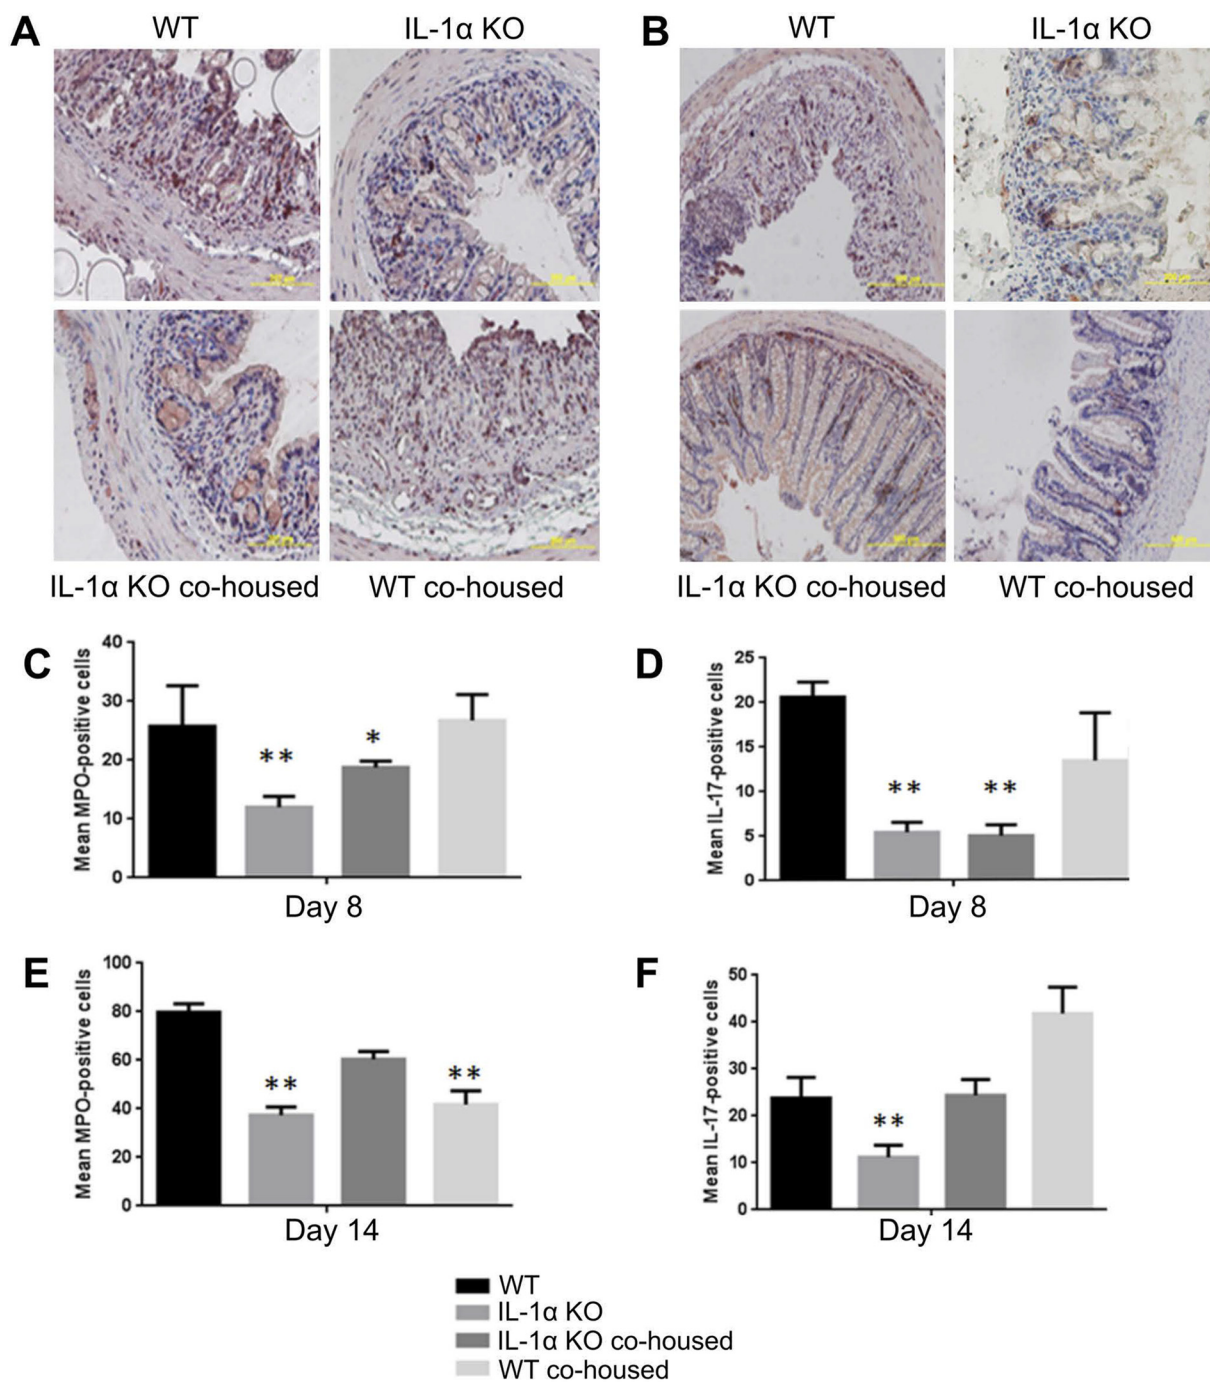 A WT IL-1α KO B WT IL-1α KO
IL-1α KO co-housed WT co-housed IL-1α KO co-housed WT co-housed
C
Mean MPO-positive cells
40
30
20
10
0
** *
Day 8
D
Mean IL-17-positive cells
25
20
15
10
5
0
** **
Day 8
E
Mean MPO-positive cells
100
80
60
40
20
0
** **
Day 14
F
Mean IL-17-positive cells
50
40
30
20
10
0
**
Day 14
WT
IL-1α KO
IL-1α KO co-housed
WT co-housed